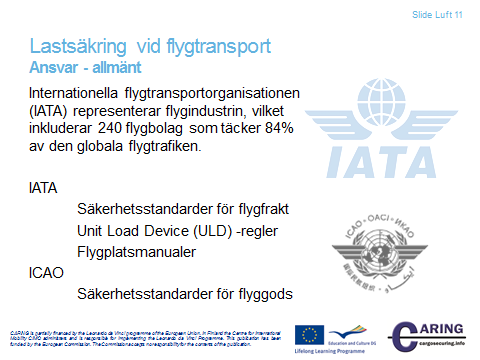 Slide Luft 11
Lastsäkring vid flygtransport
Ansvar - allmänt
Internationella flygtransportorganisationen
(IATA) representerar flygindustrin, vilket
inkluderar 240 flygbolag som täcker 84%
av den globala flygtrafiken.
IATA
IATA
Säkerhetsstandarder för flygfrakt
Unit Load Device (ULD) -regler
Flygplatsmanualer
ICAO
Säkerhetsstandarder för flyggods
ICAO · OACI · ИКАО
CARING is partially financed by the Leonardo da Vinci programme of the European Union. In Finland the Centre for International
Mobility CIMO administers and is responsible for implementing the Leonardo da Vinci Programme. This publication has been
funded by the European Commission. The Commission accepts no responsibility for the contents of the publication.
Education and Culture DG
Lifelong Learning Programme
CARING
cargosecuring.info